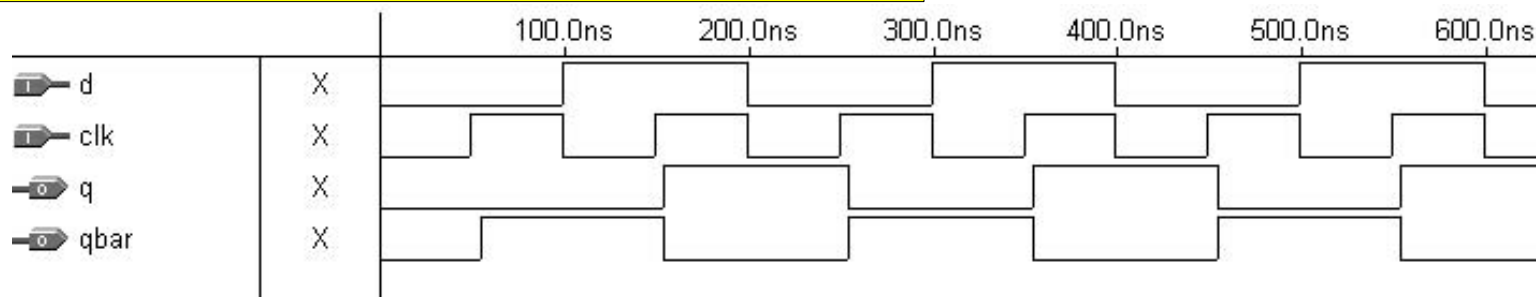 100.0ns 200.0ns 300.0ns 400.0ns 500.0ns 600.0ns
I d X
I clk X
O q X
O qbar X